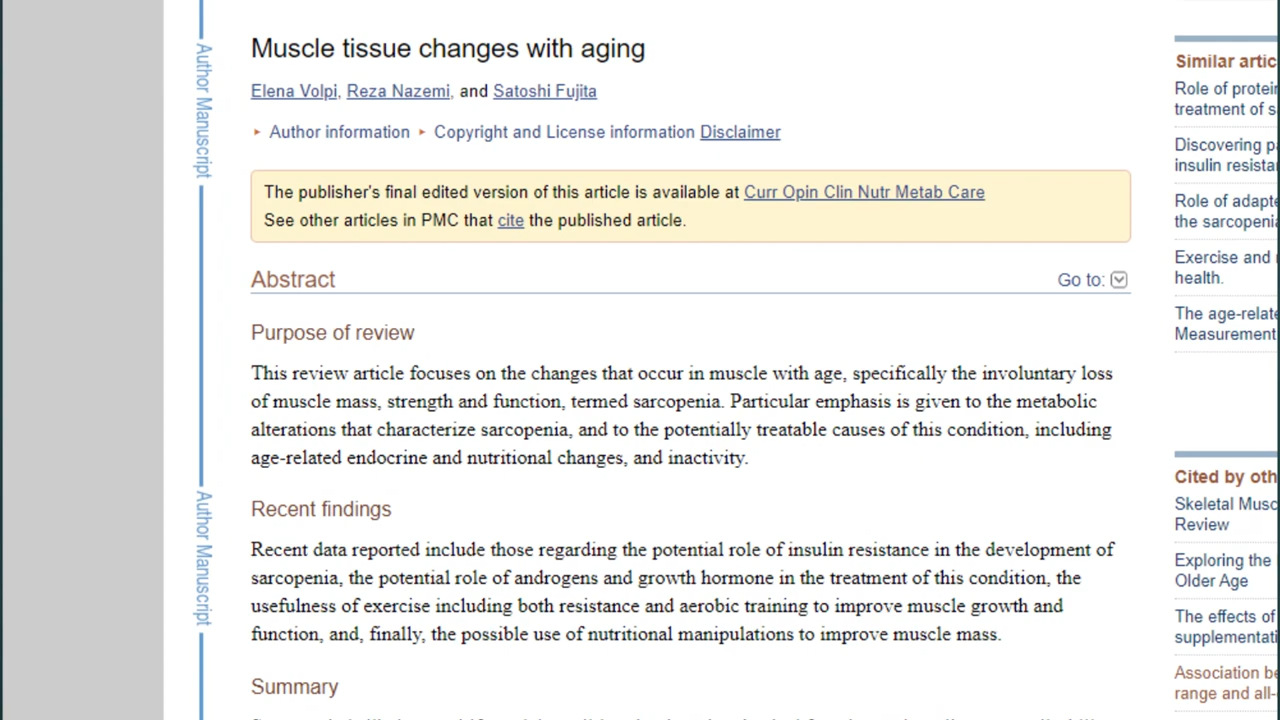 Muscle tissue changes with aging
Elena Volpi, Reza Nazemi, and Satoshi Fujita
Author information Copyright and License information Disclaimer
The publisher's final edited version of this article is available at Curr Opin Clin Nutr Metab Care
See other articles in PMC that cite the published article.
Abstract
Go to:
Purpose of review
This review article focuses on the changes that occur in muscle with age, specifically the involuntary loss
of muscle mass, strength and function, termed sarcopenia. Particular emphasis is given to the metabolic
alterations that characterize sarcopenia, and to the potentially treatable causes of this condition, including
age-related endocrine and nutritional changes, and inactivity.
Recent findings
Recent data reported include those regarding the potential role of insulin resistance in the development of
sarcopenia, the potential role of androgens and growth hormone in the treatment of this condition, the
usefulness of exercise including both resistance and aerobic training to improve muscle growth and
function, and, finally, the possible use of nutritional manipulations to improve muscle mass.
Summary
Author Manuscript
Author Manuscript
Similar artic
Role of protein
treatment of s
Discovering p
insulin resista
Role of adapte
the sarcopenia
Exercise and
health.
The age-relate
Measurement
Cited by oth
Skeletal Musc
Review
Exploring the
Older Age
The effects of
supplementati
Association be
range and all-